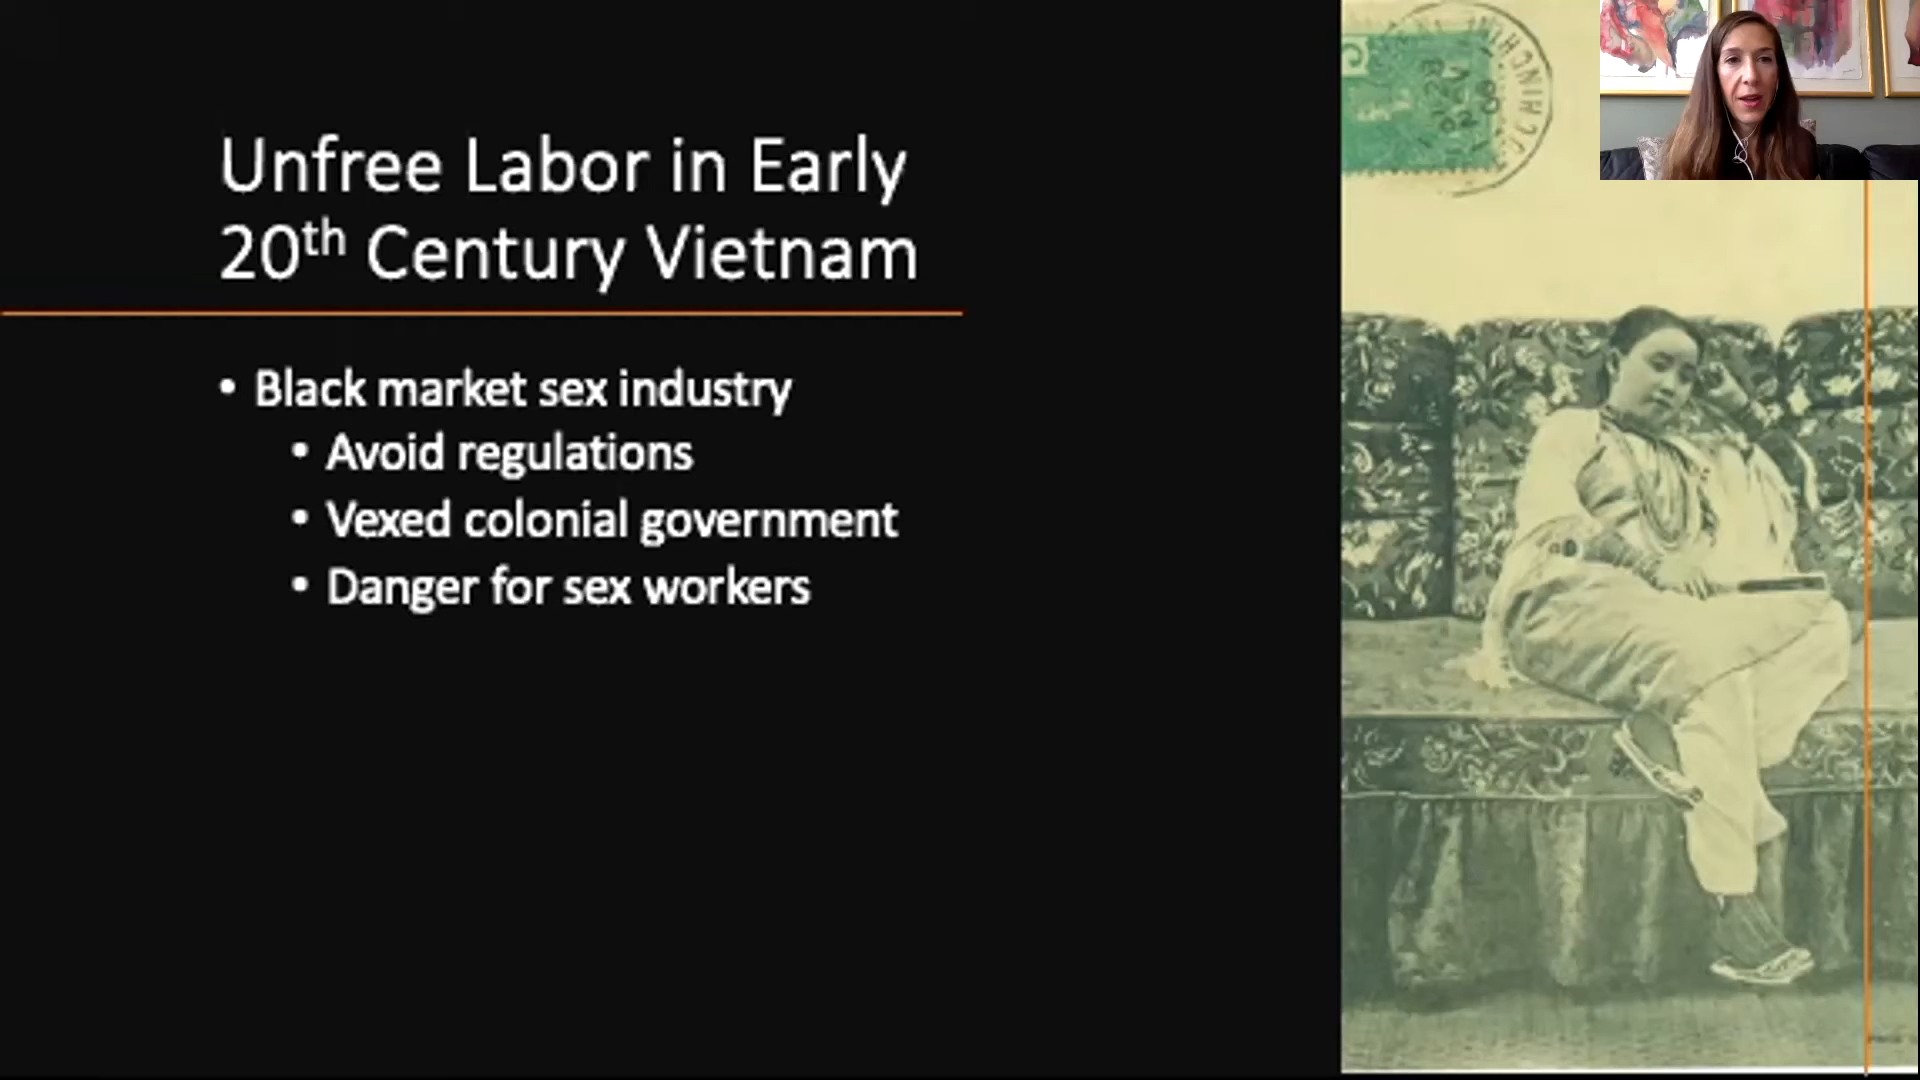 Unfree Labor in Early
20th Century Vietnam
• Black market sex industry
• Avoid regulations
• Vexed colonial government
• Danger for sex workers